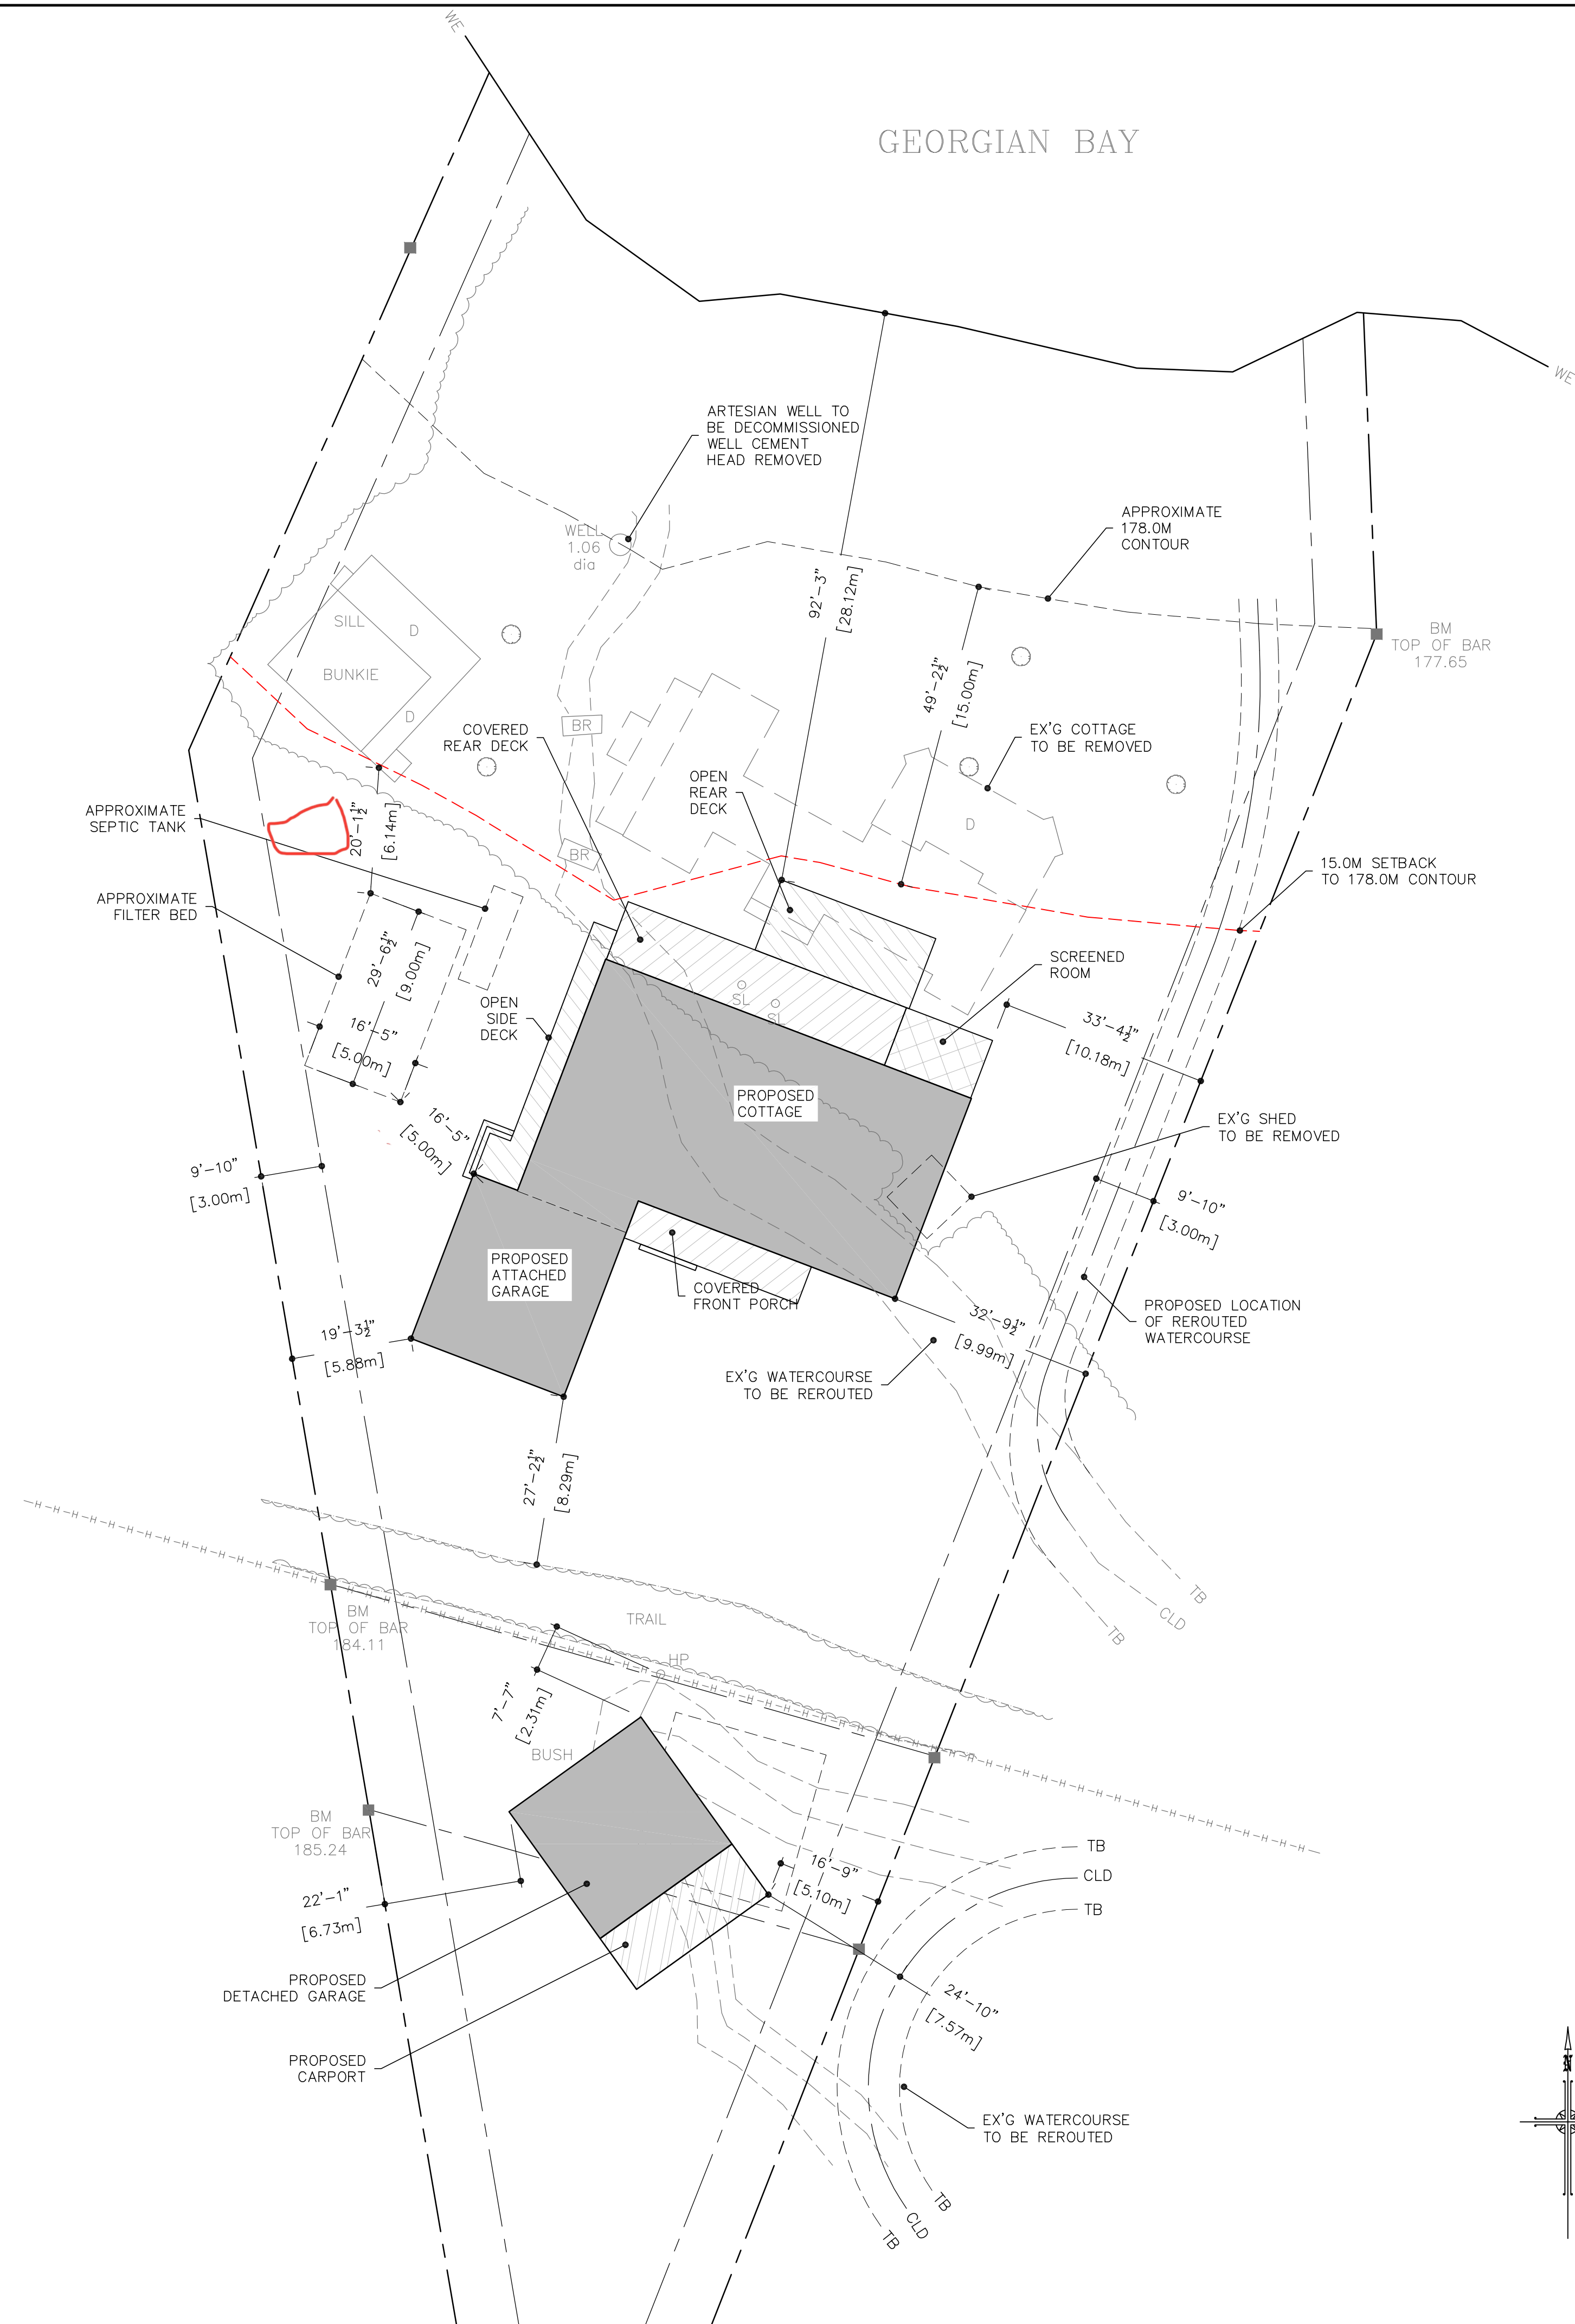 WE
GEORGIAN BAY
WE
ARTESIAN WELL TO
BE DECOMMISSIONED
WELL CEMENT
HEAD REMOVED
WELL
1.06
dia
APPROXIMATE
178.0M
CONTOUR
92'-3"
[28.12m]
49'-2½"
[15.00m]
BM
TOP OF BAR
177.65
SILL
D
BUNKIE
D
BR
COVERED
REAR DECK
EX'G COTTAGE
TO BE REMOVED
OPEN
REAR
DECK
D
APPROXIMATE
SEPTIC TANK
20'-1½"
[6.14m]
BR
15.0M SETBACK
TO 178.0M CONTOUR
APPROXIMATE
FILTER BED
29'-6½"
[9.00m]
16'-5"
[5.00m]
OPEN
SIDE
DECK
SL
SL
SCREENED
ROOM
33'-4½"
[10.18m]
PROPOSED
COTTAGE
16'-5"
[5.00m]
EX'G SHED
TO BE REMOVED
9'-10"
[3.00m]
9'-10"
[3.00m]
PROPOSED
ATTACHED
GARAGE
COVERED
FRONT PORCH
PROPOSED LOCATION
OF REROUTED
WATERCOURSE
19'-3½"
[5.88m]
32'-9½"
[9.99m]
EX'G WATERCOURSE
TO BE REROUTED
27'-2½"
[8.29m]
TB
CLD
TB
H H H H H H H H
BM
TOP OF BAR
184.11
TRAIL
HP
7'-7"
[2.31m]
BUSH
BM
TOP OF BAR
185.24
22'-1"
[6.73m]
16'-9"
[5.10m]
TB
CLD
TB
PROPOSED
DETACHED GARAGE
24'-10"
[7.57m]
PROPOSED
CARPORT
N
EX'G WATERCOURSE
TO BE REROUTED
TB
CLD
TB